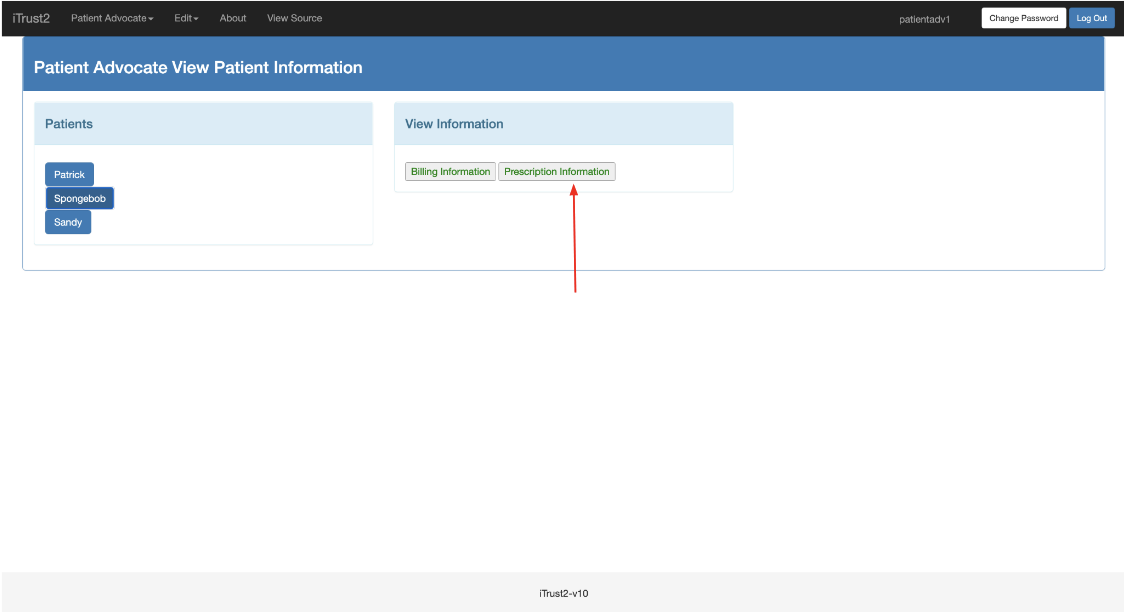 iTrust2 Patient Advocate Edit About View Source patientadv1 Change Password Log Out
Patient Advocate View Patient Information
Patients
Patrick
Spongebob
Sandy
View Information
Billing Information Prescription Information
iTrust2-v10